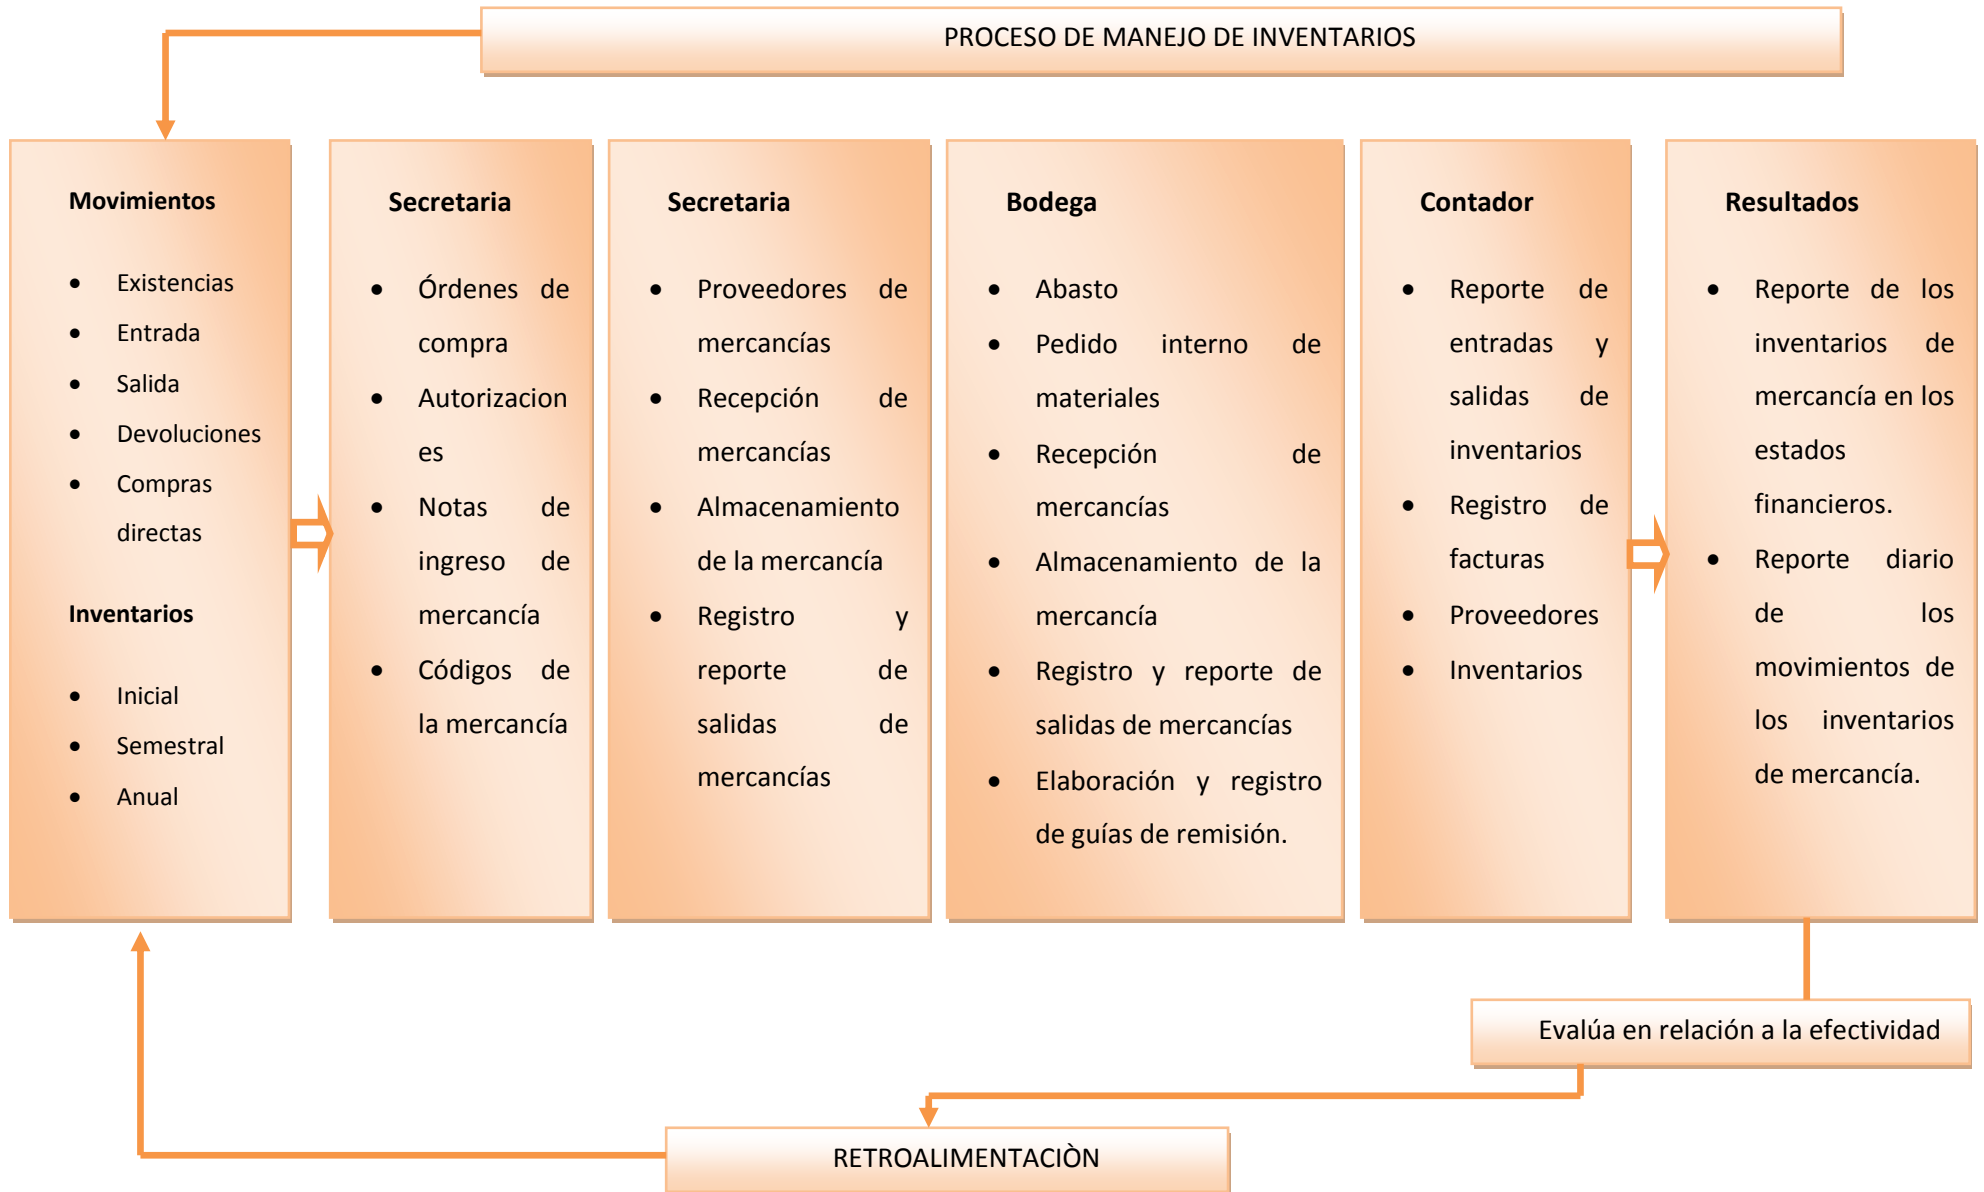 PROCESO DE MANEJO DE INVENTARIOS
Movimientos
• Existencias
• Entrada
• Salida
• Devoluciones
• Compras
directas
Inventarios
• Inicial
• Semestral
• Anual
Secretaria
• Órdenes de
compra
• Autorizacion
es
• Notas de
ingreso de
mercancía
• Códigos de
la mercancía
Secretaria
• Proveedores de
mercancías
• Recepción de
mercancías
• Almacenamiento
de la mercancía
• Registro y
reporte de
salidas de
mercancías
Bodega
• Abasto
• Pedido interno de
materiales
• Recepción de
mercancías
• Almacenamiento de la
mercancía
• Registro y reporte de
salidas de mercancías
• Elaboración y registro
de guías de remisión.
Contador
• Reporte de
entradas y
salidas de
inventarios
• Registro de
facturas
• Proveedores
• Inventarios
Resultados
• Reporte de los
inventarios de
mercancía en los
estados
financieros.
• Reporte diario
de los
movimientos de
los inventarios
de mercancía.
Evalúa en relación a la efectividad
RETROALIMENTACIÒN